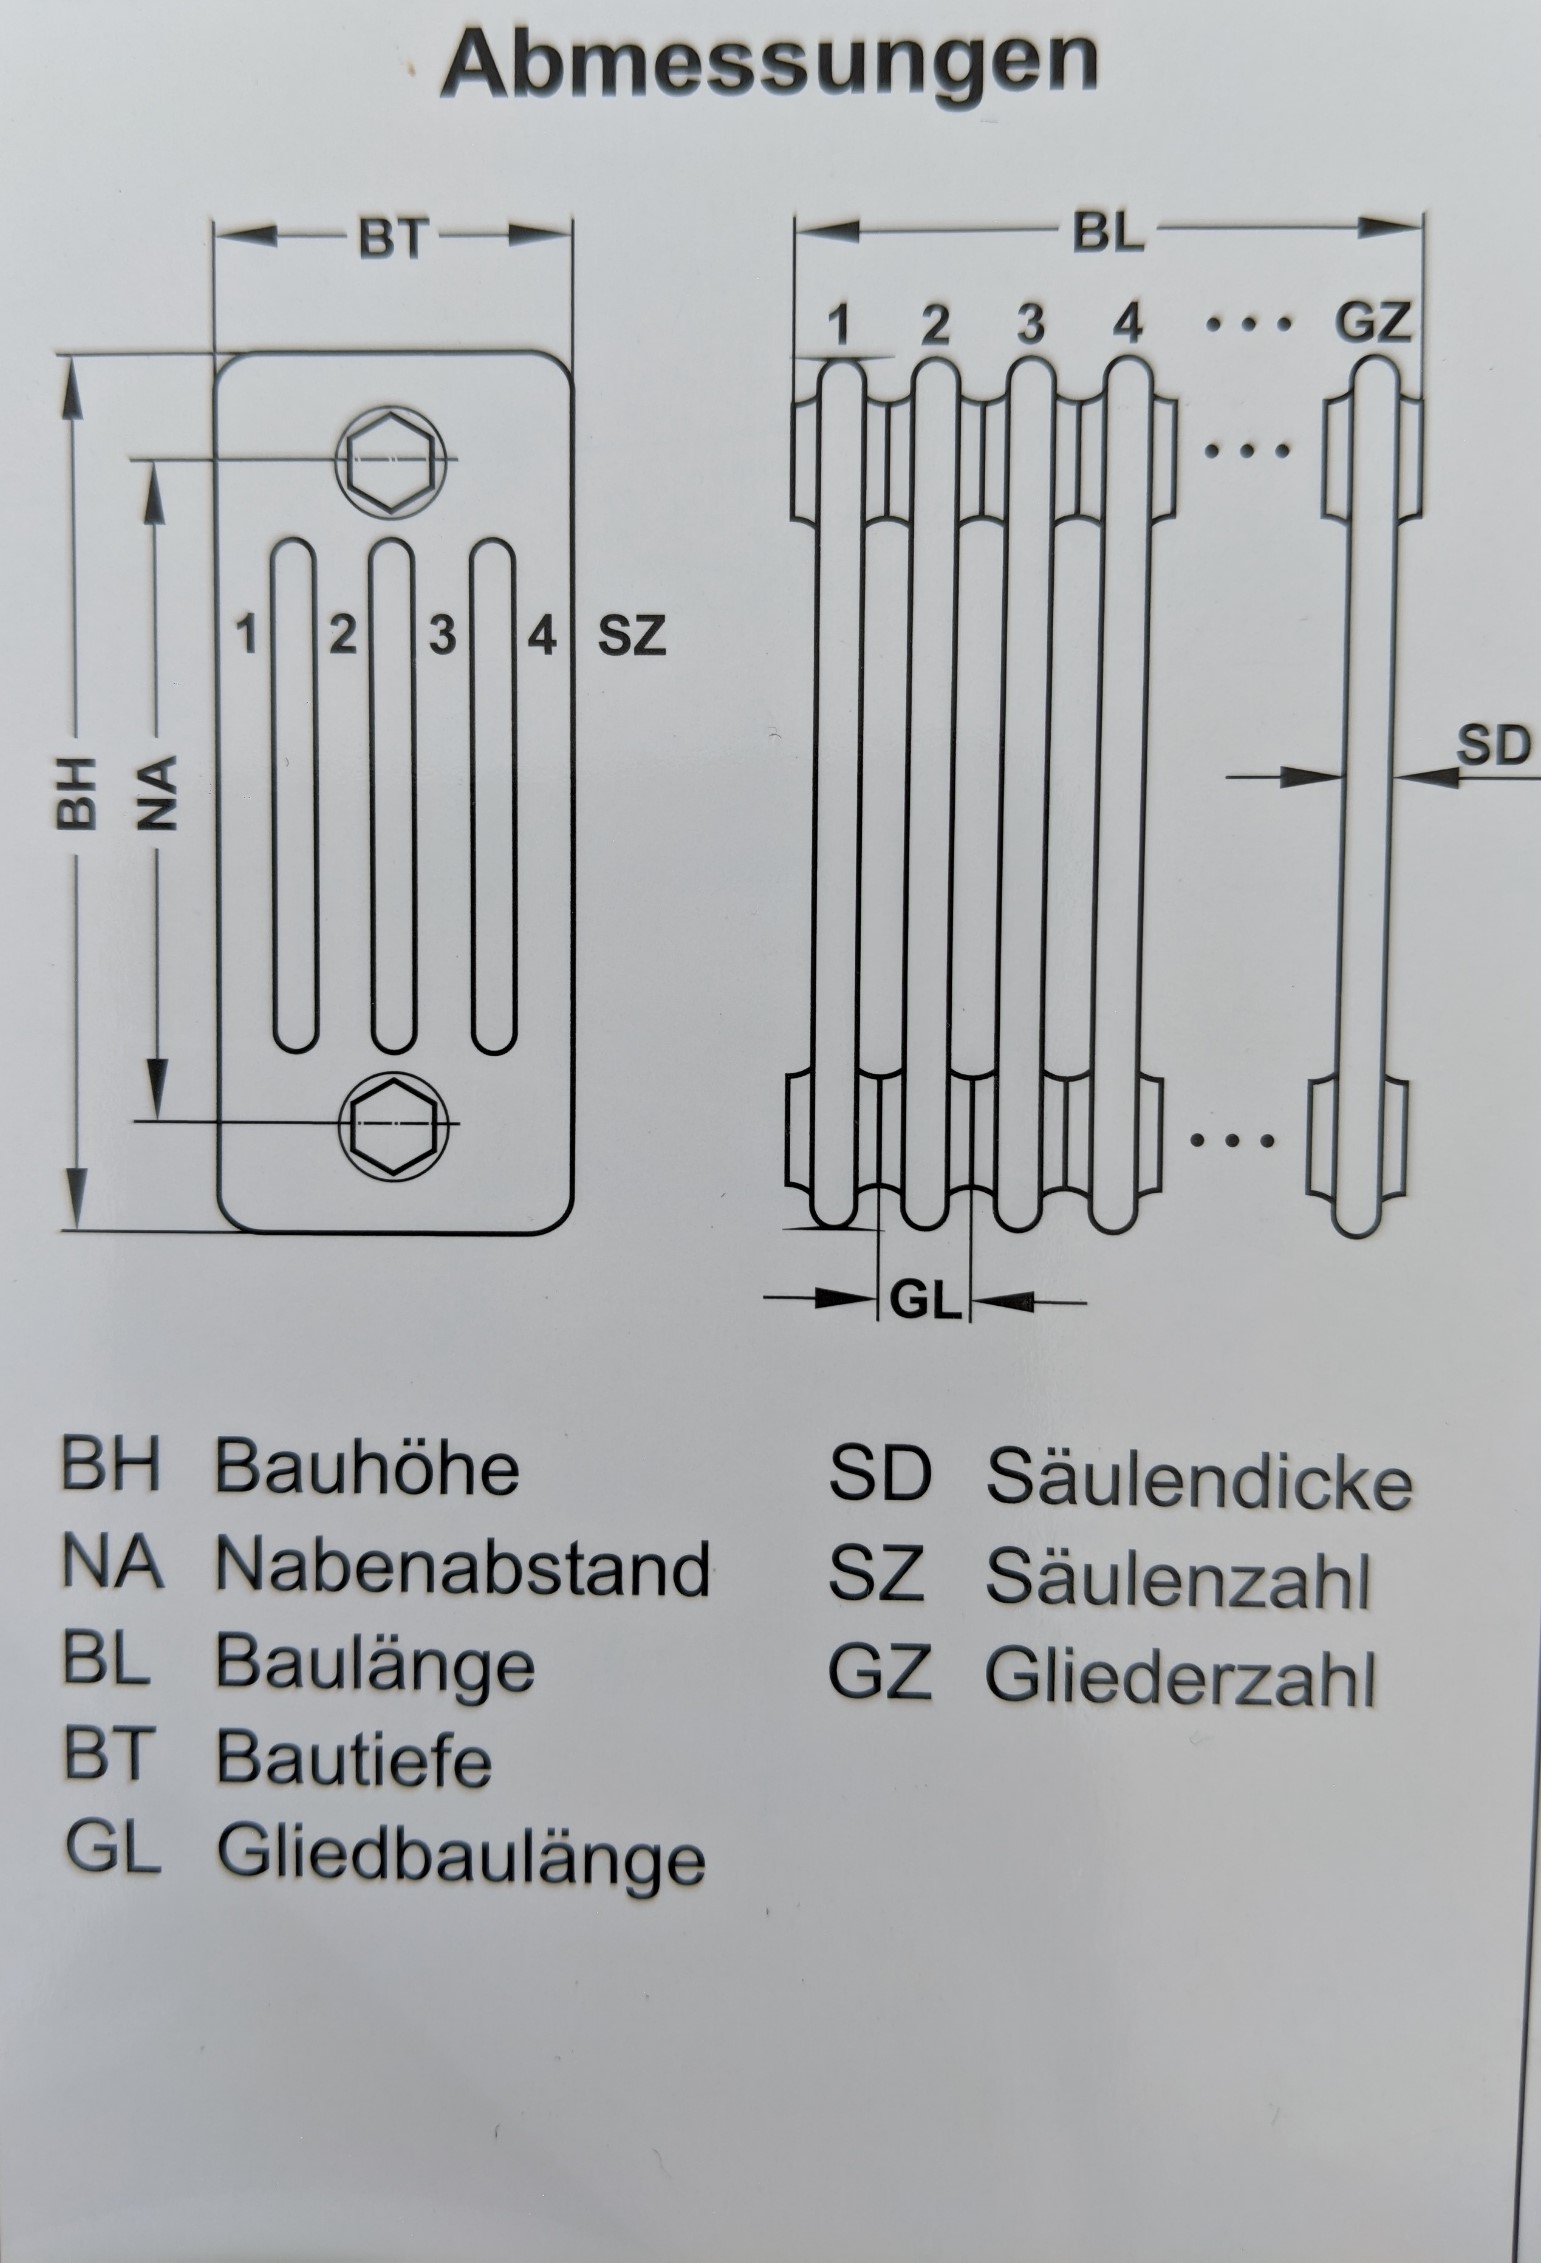 Abmessungen
BT
BL
1 2 3 4 ... GZ
1 2 3 4 SZ
SD
BH
NA
GL
BH Bauhöhe
NA Nabenabstand
BL Baulänge
BT Bautiefe
GL Gliedbaulänge
SD Säulendicke
SZ Säulenzahl
GZ Gliederzahl